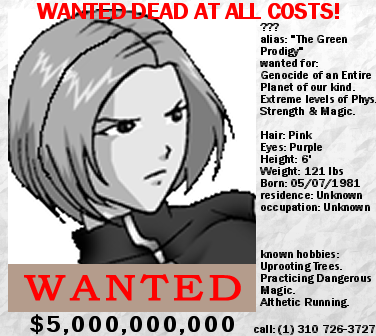 WANTED DEAD AT ALL COSTS!
???
alias: "The Green
Prodigy"
wanted for:
Genocide of an Entire
Planet of our kind.
Extreme levels of Phys.
Strength & Magic.
Hair: Pink
Eyes: Purple
Height: 6'
Weight: 121 lbs
Born: 05/07/1981
residence: Unknown
occupation: Unknown
known hobbies:
Uprooting Trees.
Practicing Dangerous
Magic.
Althetic Running.
WANTED
$5,000,000,000
call: (1) 310 726-3727